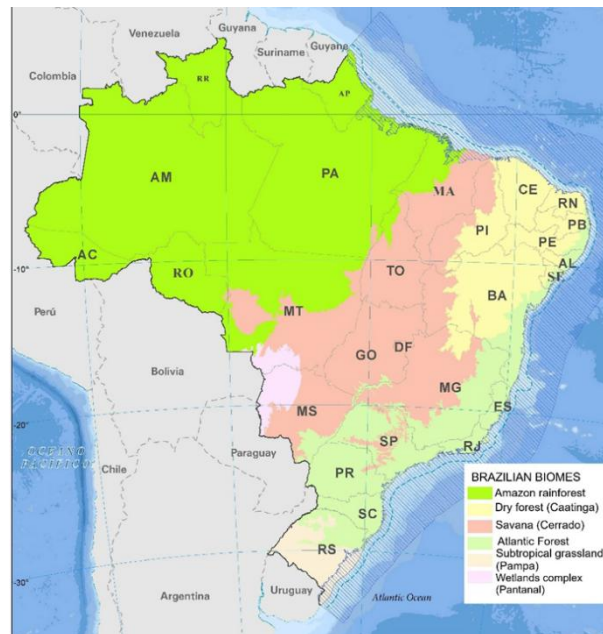 Venezuela
Guyana
Suriname
Guyane
Colombia
RR
AP
0°
AM
PA
MA
CE
RN
PB
PI
PE
AL
SE
AC
-10°
RO
TO
BA
MT
Perú
DF
GO
Bolivia
MG
MS
ES
-20°
SP
RJ
OCEANO
PACÍFICO
Chile
Paraguay
PR
SC
RS
-30°
Uruguay
Argentina
Atlantic Ocean
BRAZILIAN BIOMES
Amazon rainforest
Dry forest (Caatinga)
Savana (Cerrado)
Atlantic Forest
Subtropical grassland
(Pampa)
Wetlands complex
(Pantanal)